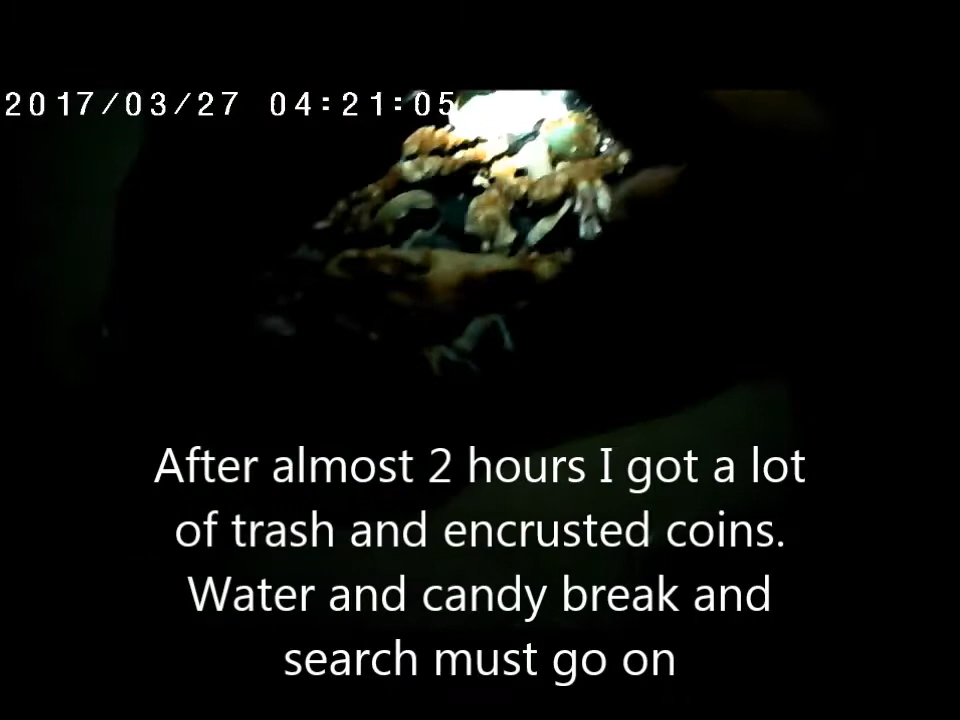 2017/03/27 04:21:05
After almost 2 hours I got a lot
of trash and encrusted coins.
Water and candy break and
search must go on